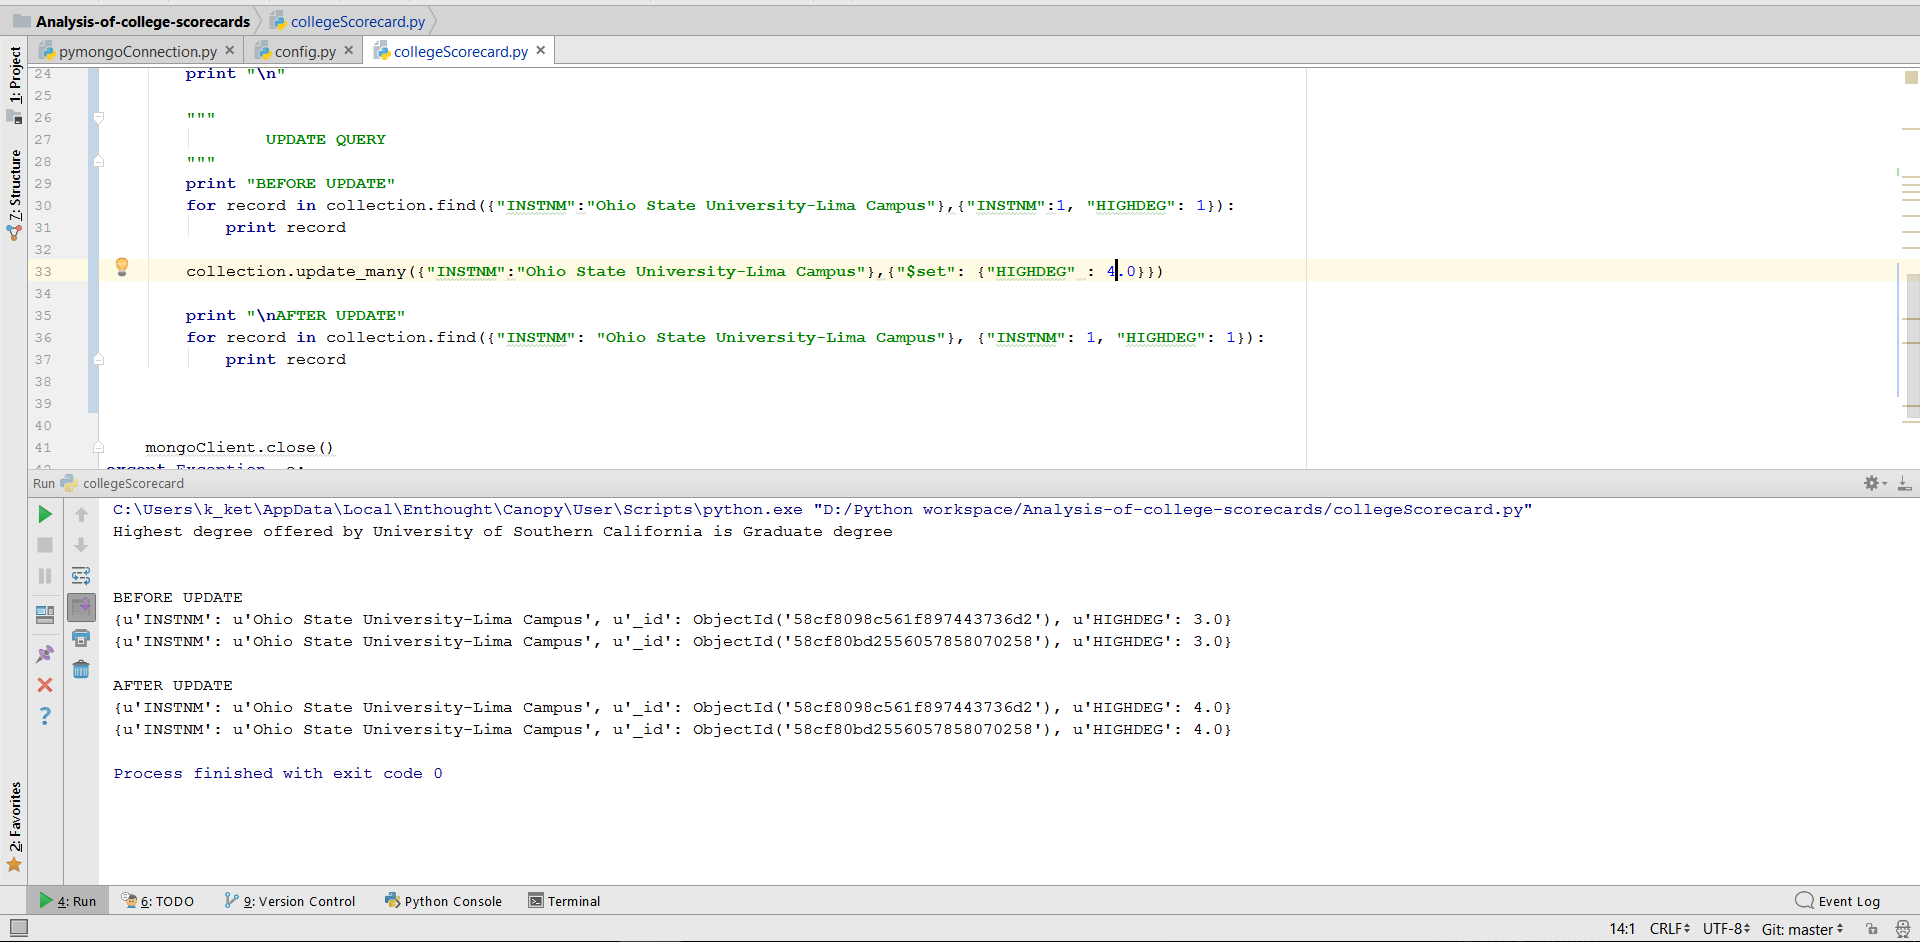 Analysis-of-college-scorecards collegeScorecard.py
pymongoConnection.py config.py collegeScorecard.py
1: Project
7: Structure
2: Favorites
24 print "\n"
25
26 """
27 UPDATE QUERY
28 """
29 print "BEFORE UPDATE"
30 for record in collection.find({"INSTNM":"Ohio State University-Lima Campus"},{"INSTNM":1, "HIGHDEG": 1}):
31 print record
32
33 collection.update_many({"INSTNM":"Ohio State University-Lima Campus"},{"$set": {"HIGHDEG" : 4.0}})
34
35 print "\nAFTER UPDATE"
36 for record in collection.find({"INSTNM": "Ohio State University-Lima Campus"}, {"INSTNM": 1, "HIGHDEG": 1}):
37 print record
38
39
40
41 mongoClient.close()
42 except Exception, e:
Run collegeScorecard
C:\Users\k_ket\AppData\Local\Enthought\Canopy\User\Scripts\python.exe "D:/Python workspace/Analysis-of-college-scorecards/collegeScorecard.py"
Highest degree offered by University of Southern California is Graduate degree
BEFORE UPDATE
{u'INSTNM': u'Ohio State University-Lima Campus', u'_id': ObjectId('58cf8098c561f897443736d2'), u'HIGHDEG': 3.0}
{u'INSTNM': u'Ohio State University-Lima Campus', u'_id': ObjectId('58cf80bd2556057858070258'), u'HIGHDEG': 3.0}
AFTER UPDATE
{u'INSTNM': u'Ohio State University-Lima Campus', u'_id': ObjectId('58cf8098c561f897443736d2'), u'HIGHDEG': 4.0}
{u'INSTNM': u'Ohio State University-Lima Campus', u'_id': ObjectId('58cf80bd2556057858070258'), u'HIGHDEG': 4.0}
Process finished with exit code 0
4: Run 6: TODO 9: Version Control Python Console Terminal Event Log
14:1 CRLF UTF-8 Git: master